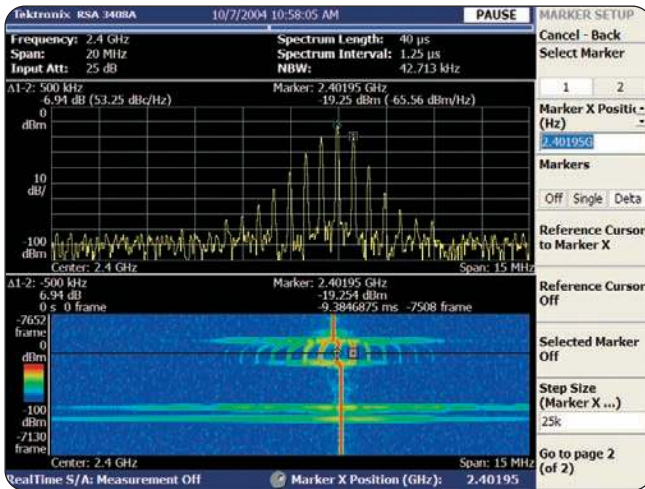 Tektronix RSA 3408A 10/7/2004 10:58:05 AM PAUSE
Frequency: 2.4 GHz Spectrum Length: 40 µs
Span: 20 MHz Spectrum Interval: 1.25 µs
Input Att: 25 dB NBW: 42.713 kHz
Δ1-2: 500 kHz Marker: 2.40195 GHz
-6.94 dB (53.25 dBc/Hz) -19.25 dBm (-65.56 dBm/Hz)
0
dBm
10
dB/
-100
dBm
Center: 2.4 GHz Span: 15 MHz
Δ1-2: -500 kHz Marker: 2.40195 GHz
6.94 dB -19.254 dBm
0 s 0 frame -9.3846875 ms -7508 frame
-7652
frame
0
dBm
-100
dBm
-7130
frame
Center: 2.4 GHz Span: 15 MHz
RealTime S/A: Measurement Off Marker X Position (GHz): 2.40195
MARKER SETUP
Cancel - Back
Select Marker
1 2
Marker X Positic
(Hz)
2.40195G
Markers
Off Single Delta
Reference Cursor
to Marker X
Reference Cursor
Off
Selected Marker
Off
Step Size
(Marker X ...)
25k
Go to page 2
(of 2)